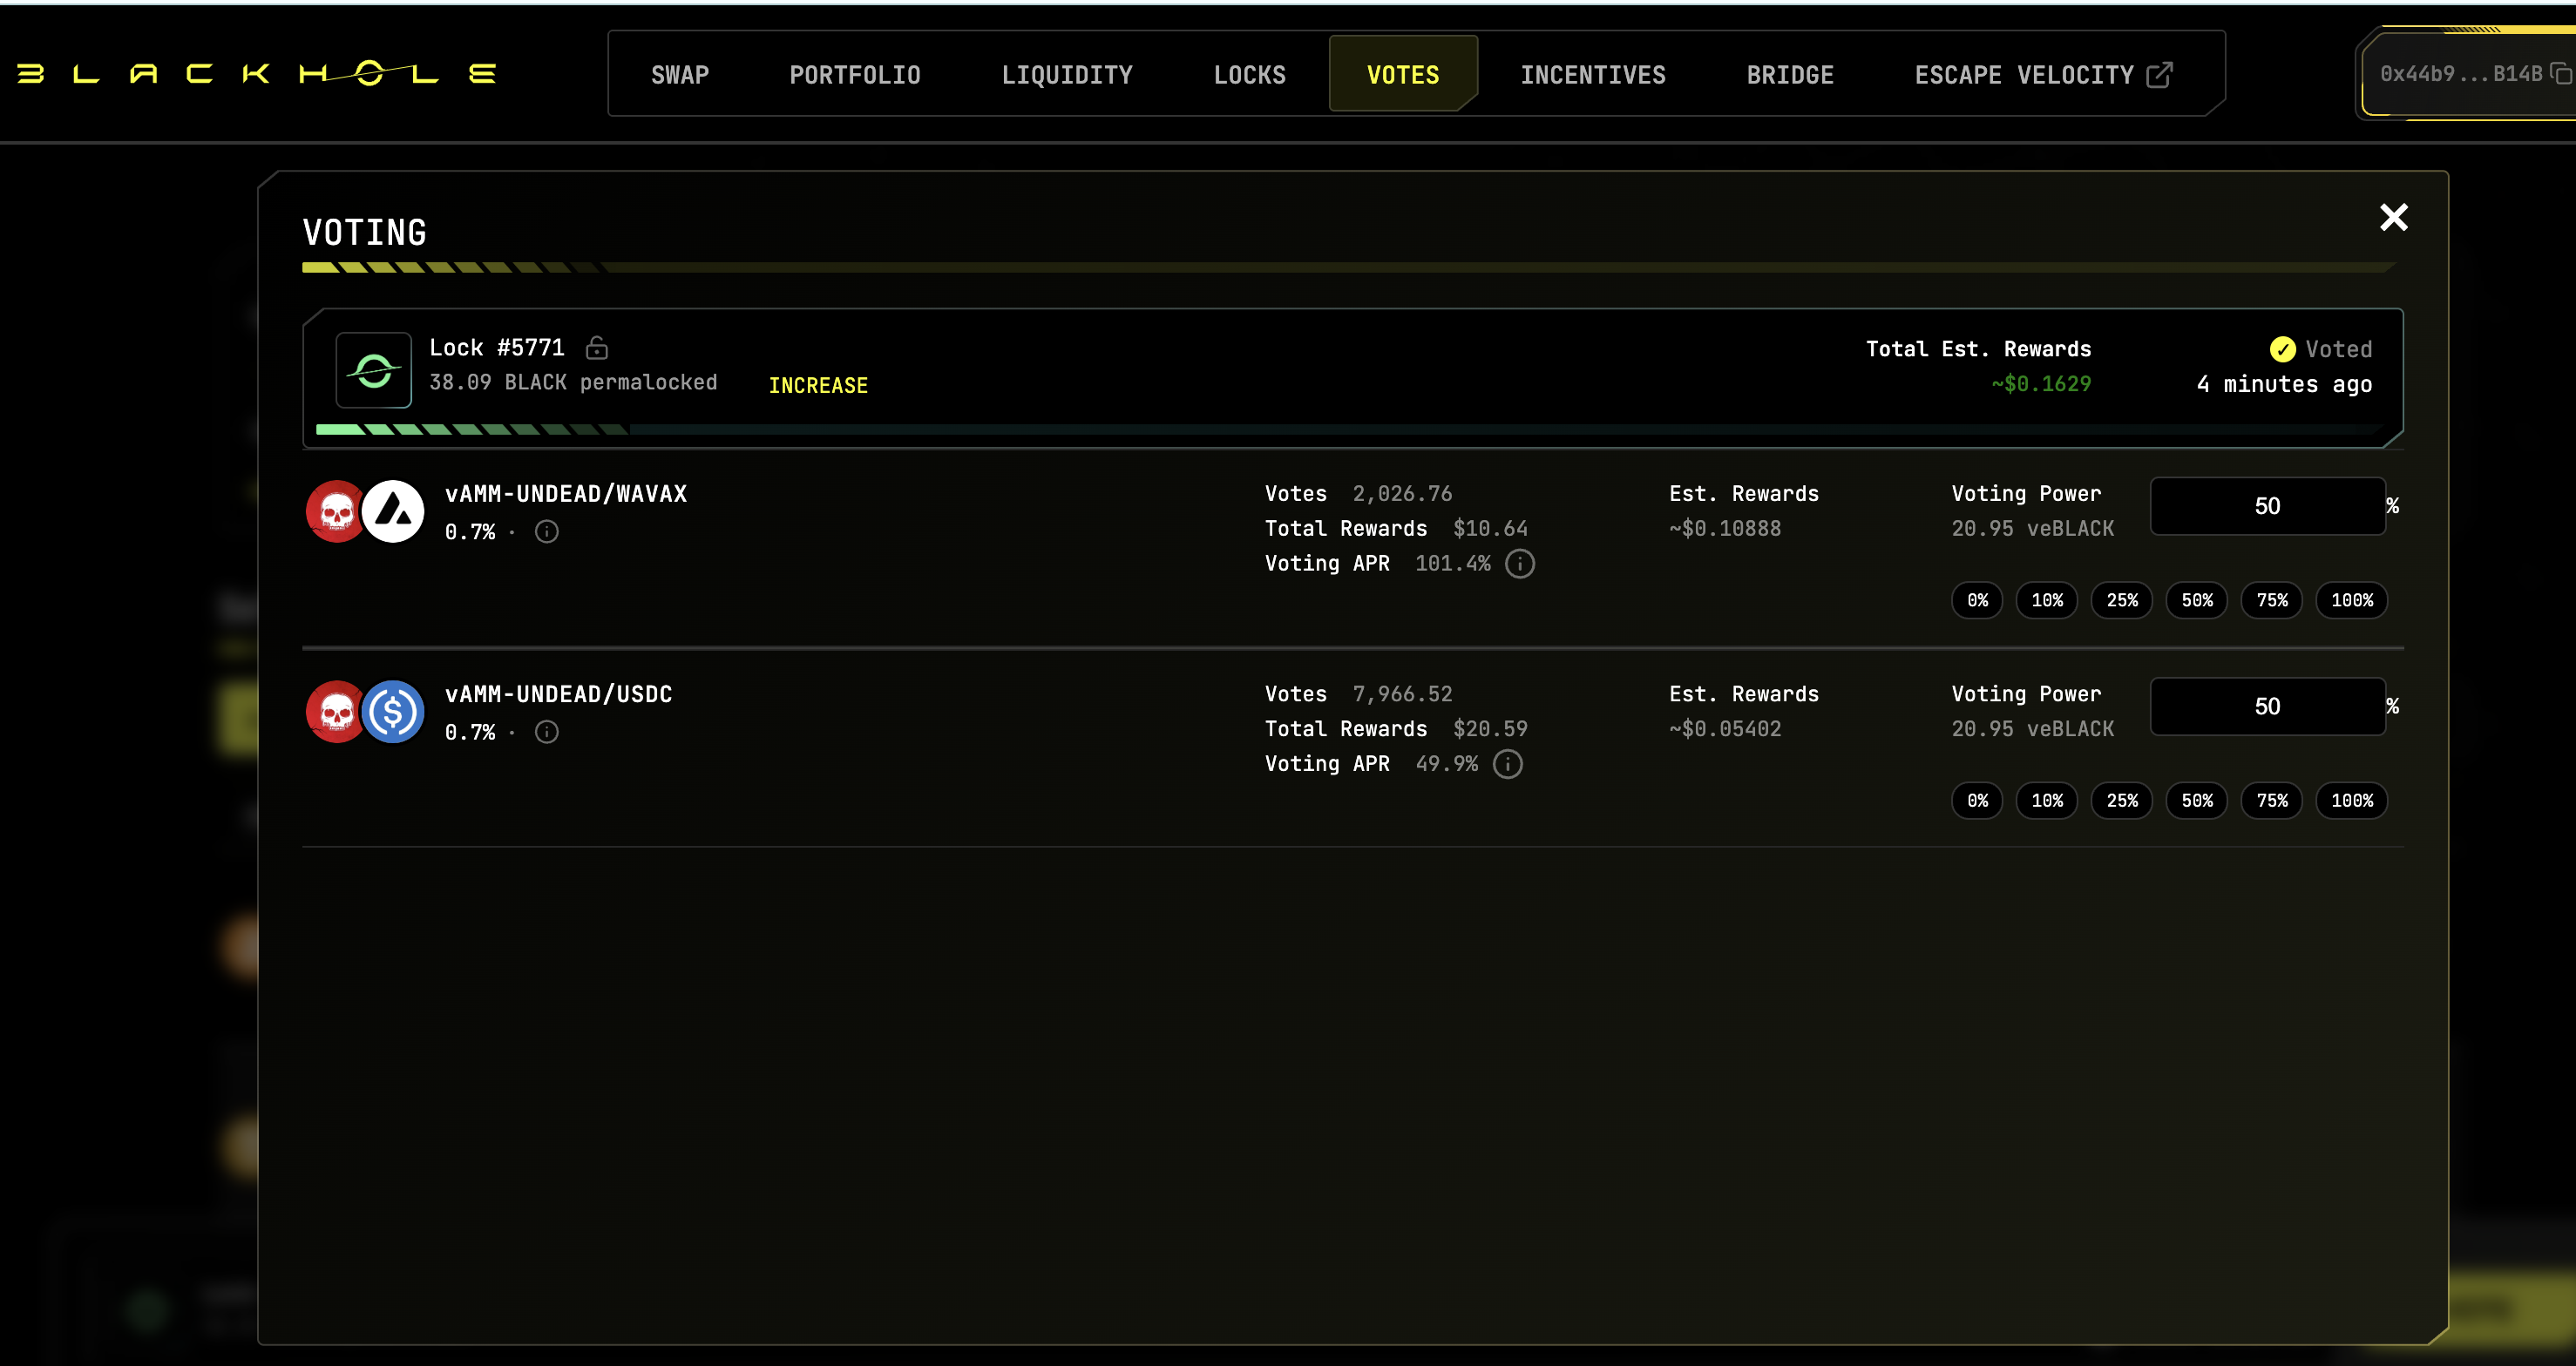 BLACKHOLE
SWAP
PORTFOLIO
LIQUIDITY
LOCKS
VOTES
INCENTIVES
BRIDGE
ESCAPE VELOCITY
0x44b9...B14B
VOTING
Lock #5771
38.09 BLACK permalocked
INCREASE
Total Est. Rewards
~$0.1629
Voted
4 minutes ago
vAMM-UNDEAD/WAVAX
0.7% ·
Votes 2,026.76
Total Rewards $10.64
Voting APR 101.4%
Est. Rewards
~$0.10888
Voting Power
20.95 veBLACK
50 %
0% 10% 25% 50% 75% 100%
vAMM-UNDEAD/USDC
0.7% ·
Votes 7,966.52
Total Rewards $20.59
Voting APR 49.9%
Est. Rewards
~$0.05402
Voting Power
20.95 veBLACK
50 %
0% 10% 25% 50% 75% 100%